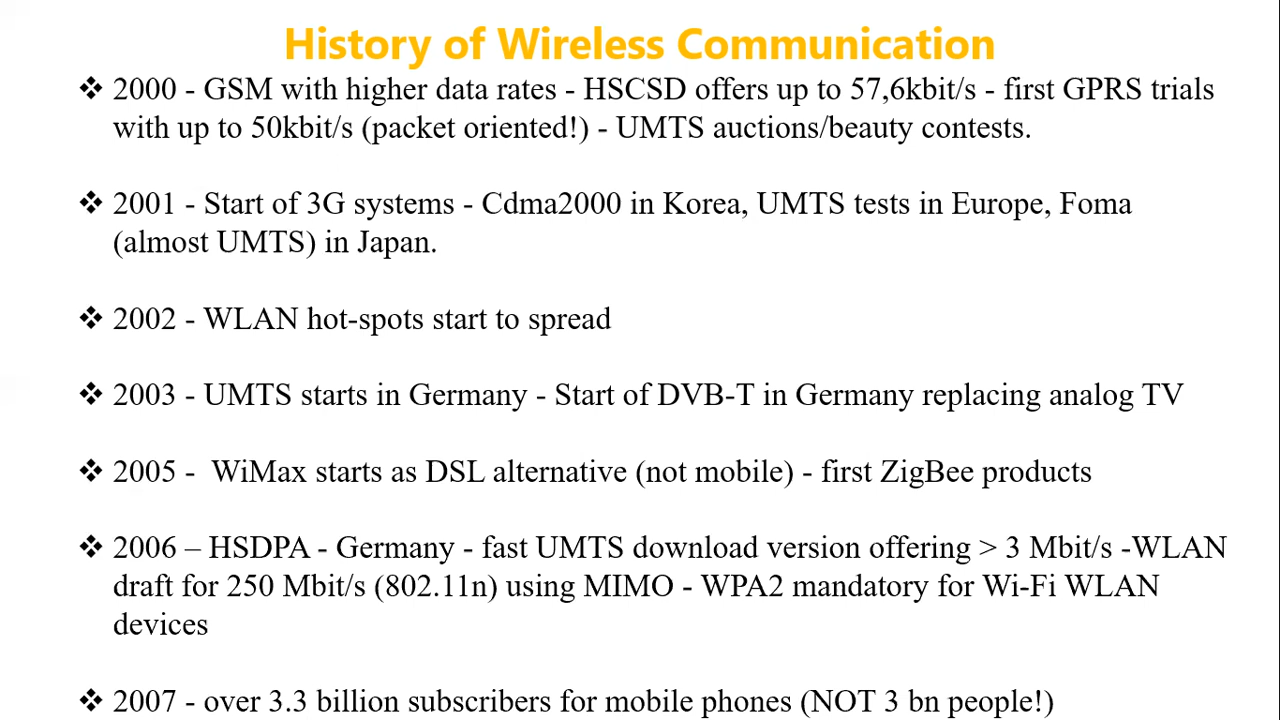 History of Wireless Communication
❖ 2000 - GSM with higher data rates - HSCSD offers up to 57,6kbit/s - first GPRS trials
with up to 50kbit/s (packet oriented!) - UMTS auctions/beauty contests.
❖ 2001 - Start of 3G systems - Cdma2000 in Korea, UMTS tests in Europe, Foma
(almost UMTS) in Japan.
❖ 2002 - WLAN hot-spots start to spread
❖ 2003 - UMTS starts in Germany - Start of DVB-T in Germany replacing analog TV
❖ 2005 -  WiMax starts as DSL alternative (not mobile) - first ZigBee products
❖ 2006 – HSDPA - Germany - fast UMTS download version offering > 3 Mbit/s -WLAN
draft for 250 Mbit/s (802.11n) using MIMO - WPA2 mandatory for Wi-Fi WLAN
devices
❖ 2007 - over 3.3 billion subscribers for mobile phones (NOT 3 bn people!)